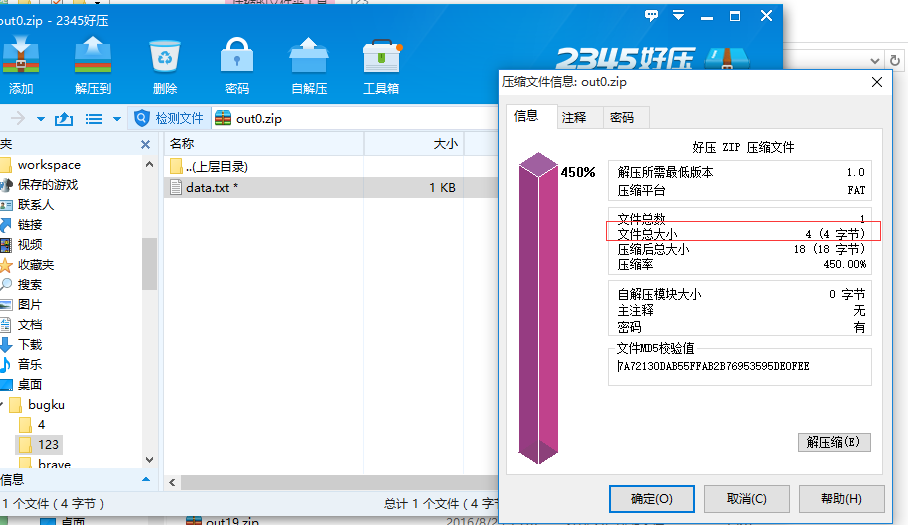 out0.zip - 2345好压
2345好压
添加
解压到
删除
密码
自解压
工具箱
检测文件
out0.zip
夹
名称
大小
workspace
保存的游戏
联系人
链接
视频
收藏夹
搜索
图片
文档
下载
音乐
桌面
bugku
4
123
brave
..(上层目录)
data.txt *
1 KB
信息
1 个文件（4 字节）
总计 1 个文件（4 字节
桌面
out19.zip
压缩文件信息: out0.zip
信息
注释
密码
好压 ZIP 压缩文件
450%
解压所需最低版本 1.0
压缩平台 FAT
文件总数 1
文件总大小 4 (4 字节)
压缩后总大小 18 (18 字节)
压缩率 450.00%
自解压模块大小 0 字节
主注释 无
密码 有
文件MD5校验值
7A72130DAB55FFAB2B76953595DE0FEE
解压缩(E)
确定(O)
取消(C)
帮助(H)